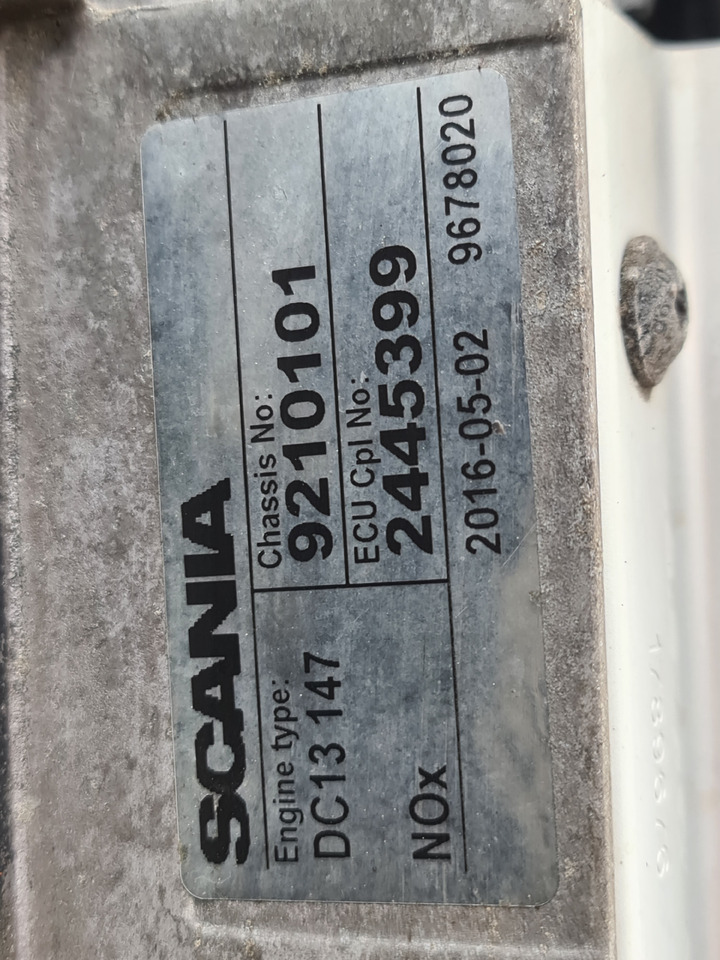 SCANIA
Engine type:
DC13 147
Chassis No:
9210101
NOx
ECU Cpl No:
2445399
2016-05-02 9678020